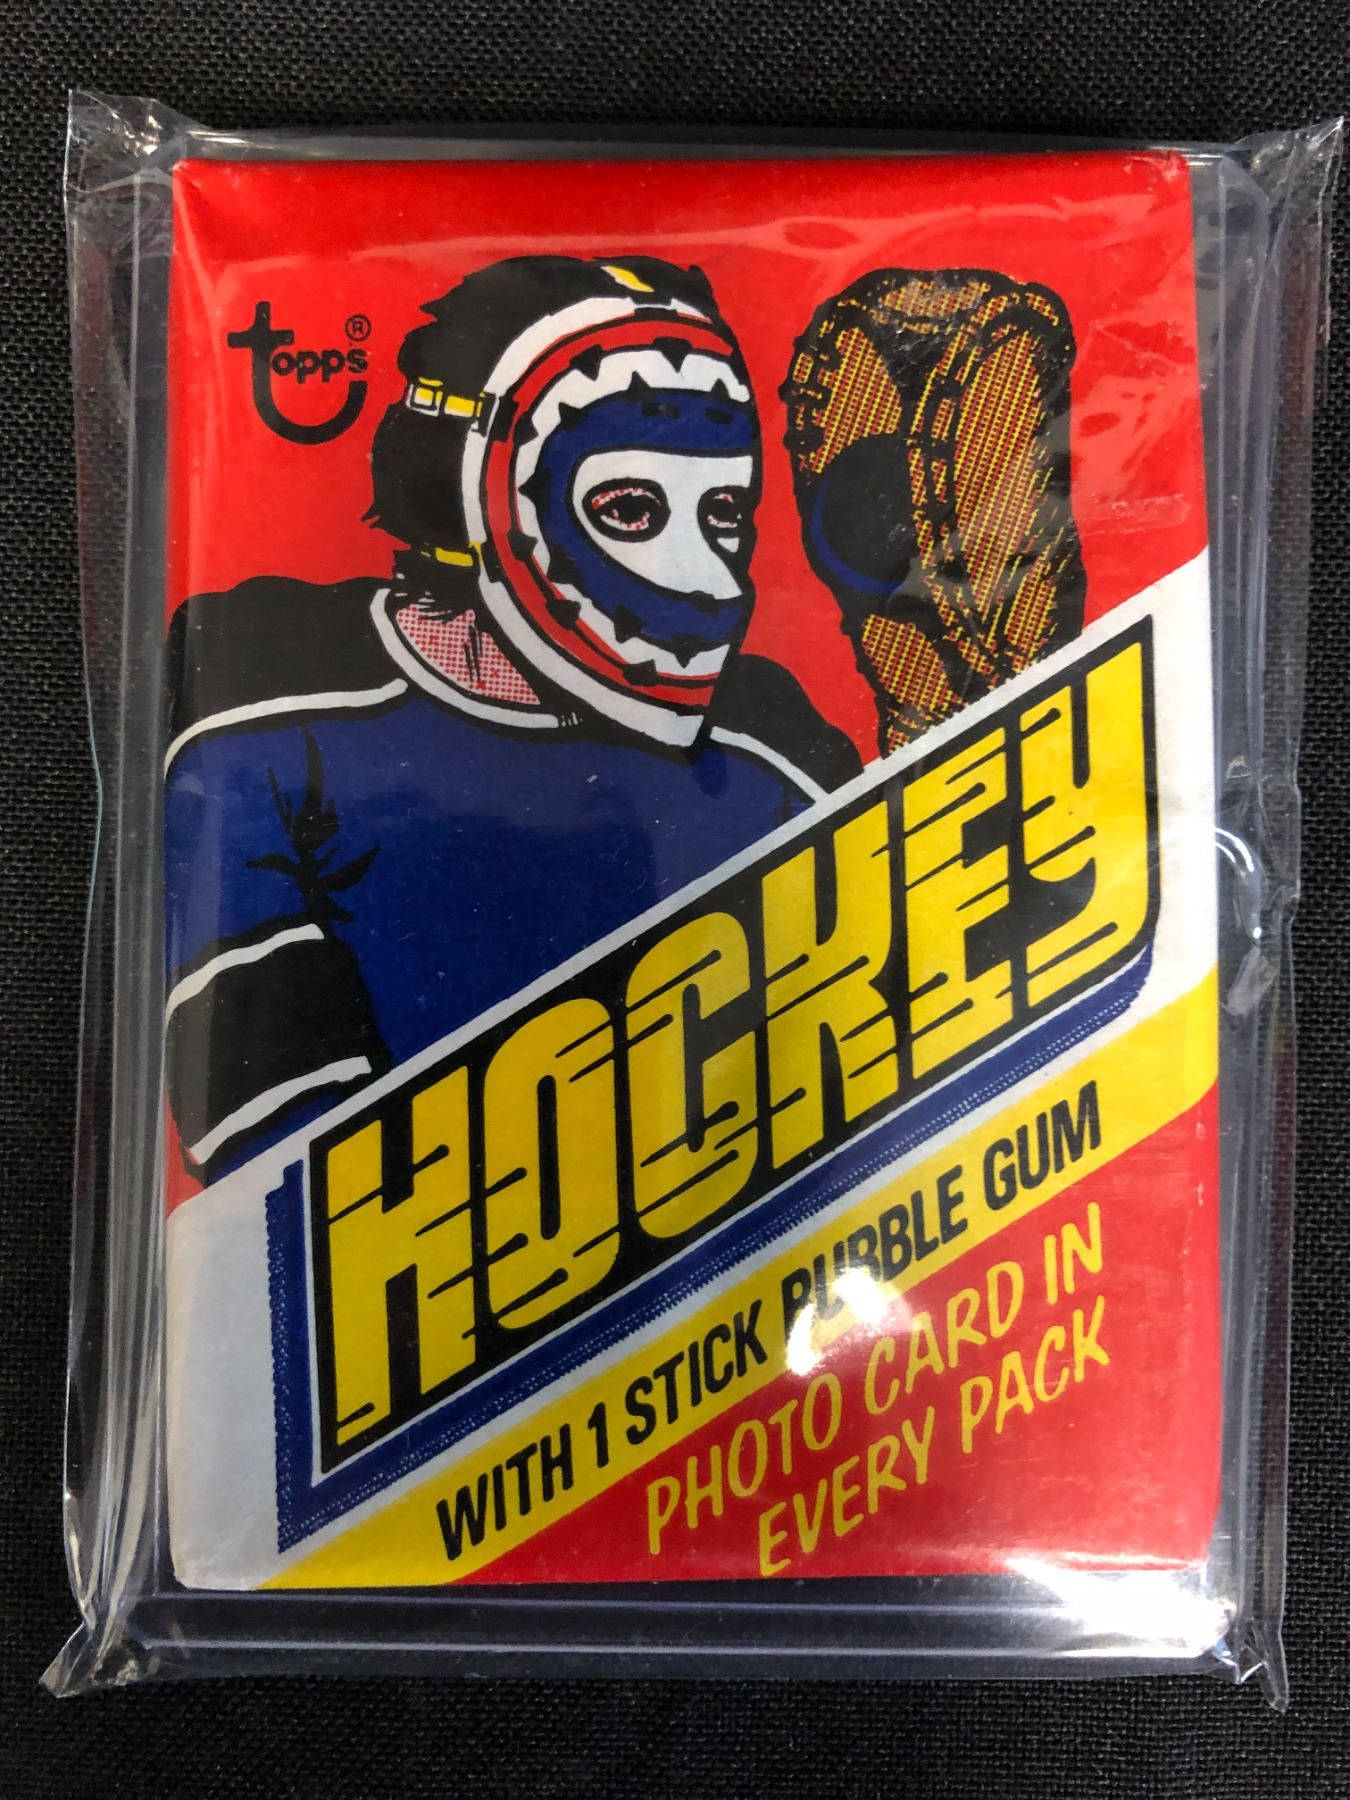 topps®
HOCKEY
WITH 1 STICK BUBBLE GUM
PHOTO CARD IN
EVERY PACK